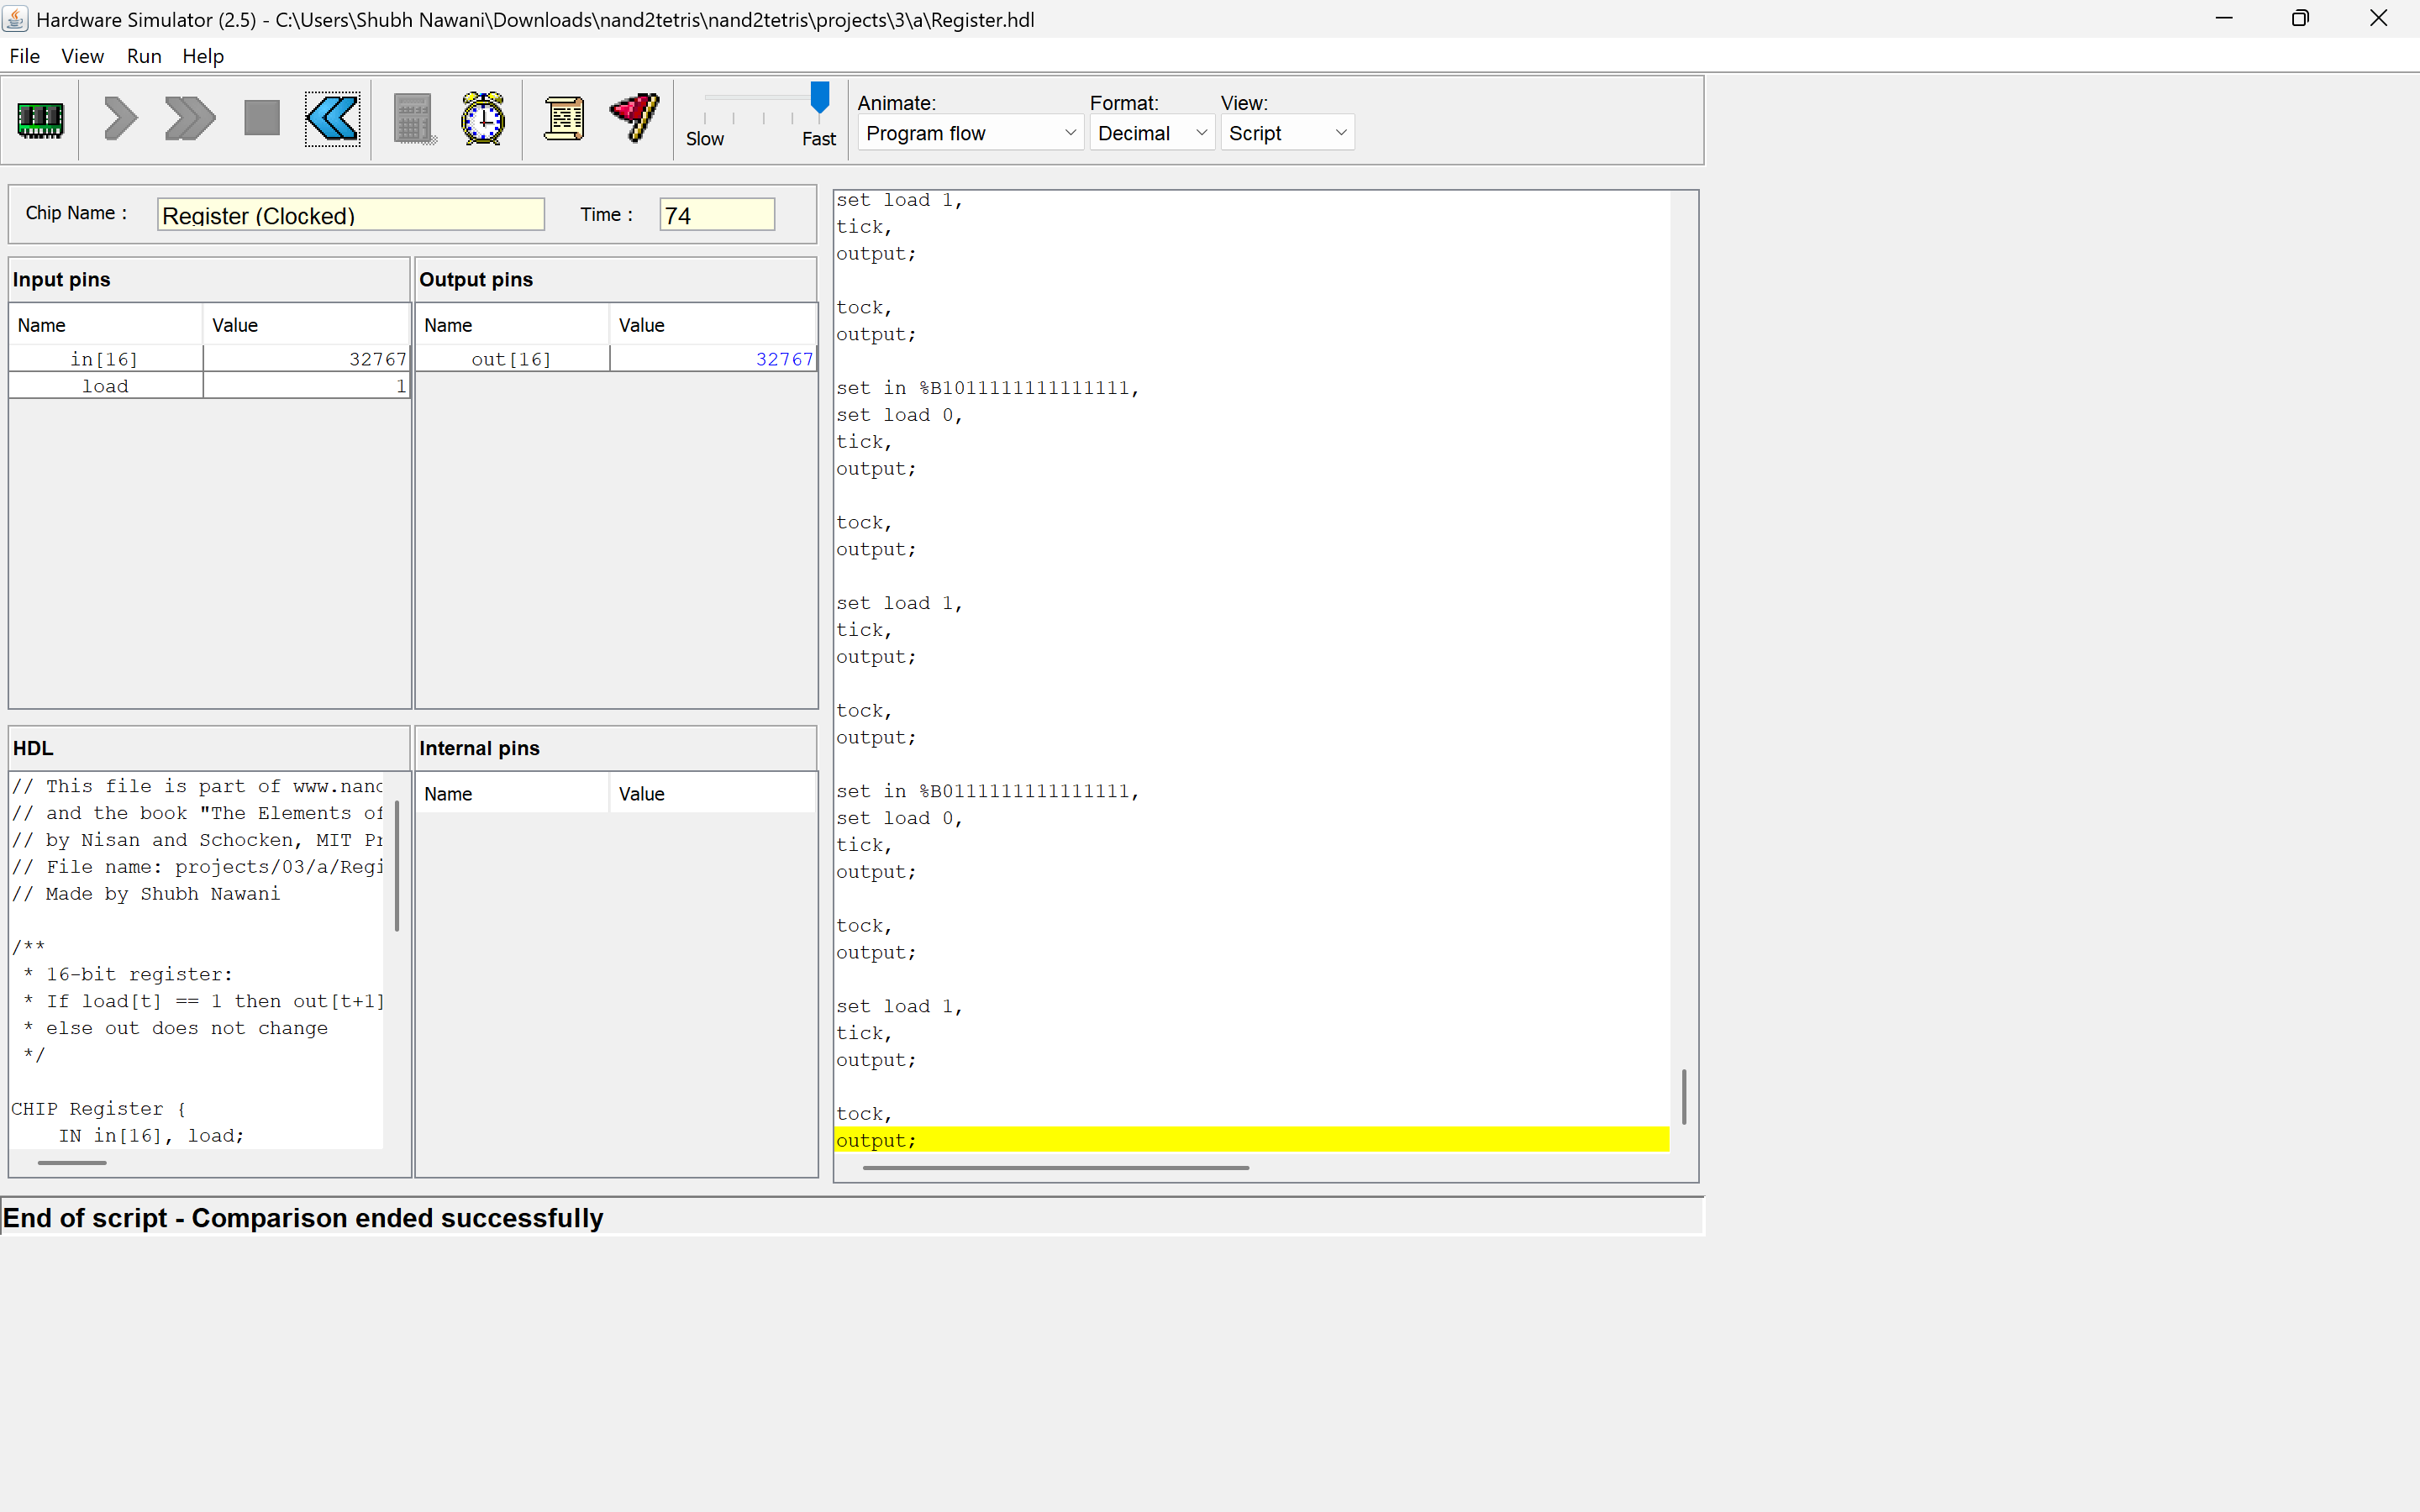 Hardware Simulator (2.5) - C:\Users\Shubh Nawani\Downloads\nand2tetris\nand2tetris\projects\3\a\Register.hdl
File View Run Help
Slow Fast
Animate: Format: View:
Program flow Decimal Script
Chip Name : Register (Clocked) Time : 74
Input pins
Name Value
in[16] 32767
load 1
Output pins
Name Value
out[16] 32767
HDL
// This file is part of www.nand
// and the book "The Elements of
// by Nisan and Schocken, MIT Pr
// File name: projects/03/a/Regi
// Made by Shubh Nawani
/**
* 16-bit register:
* If load[t] == 1 then out[t+1]
* else out does not change
*/
CHIP Register {
IN in[16], load;
Internal pins
Name Value
set load 1,
tick,
output;
tock,
output;
set in %B1011111111111111,
set load 0,
tick,
output;
tock,
output;
set load 1,
tick,
output;
tock,
output;
set in %B0111111111111111,
set load 0,
tick,
output;
tock,
output;
set load 1,
tick,
output;
tock,
output;
End of script - Comparison ended successfully